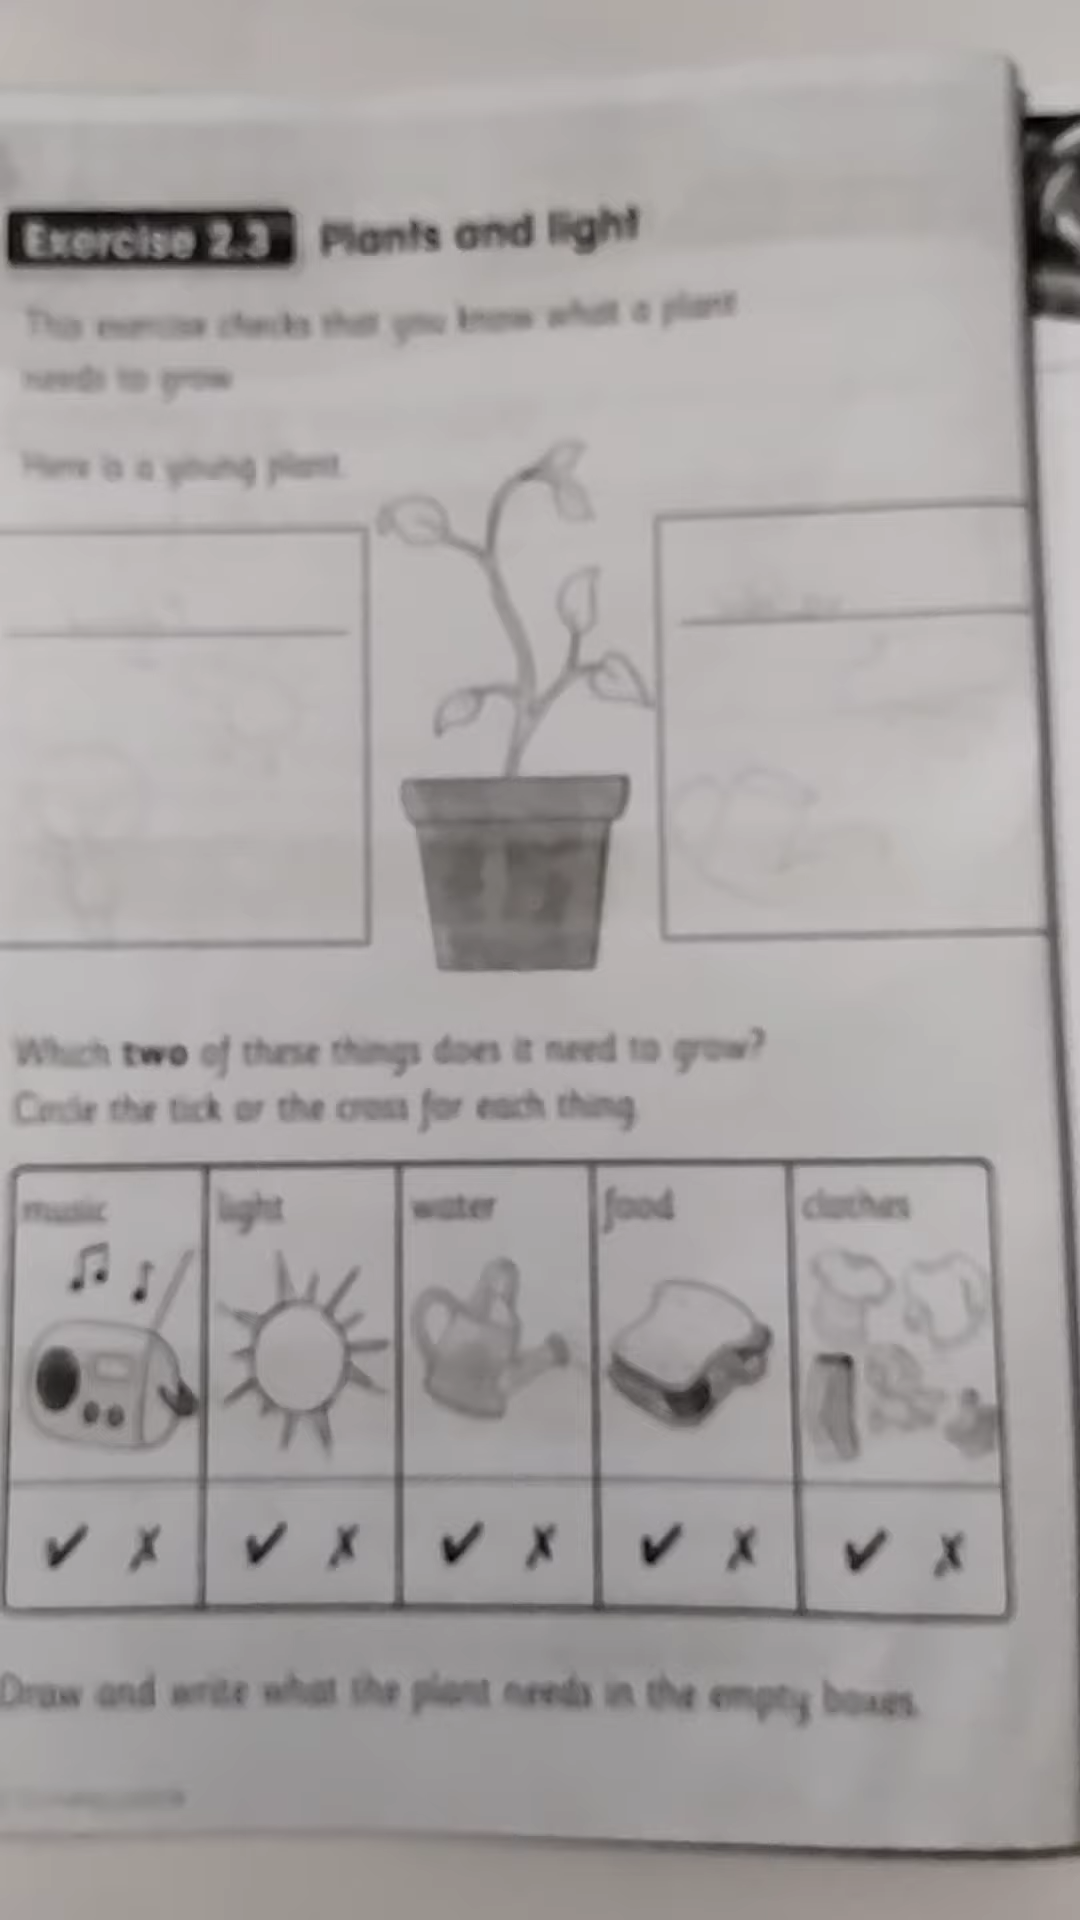 Exercise 2.3 Plants and light
This exercise checks that you know what a plant
needs to grow
Here is a young plant.
Which two of these things does it need to grow?
Circle the tick or the cross for each thing.
music light water food clothes
✔ ✗ ✔ ✗ ✔ ✗ ✔ ✗ ✔ ✗
Draw and write what the plant needs in the empty boxes.